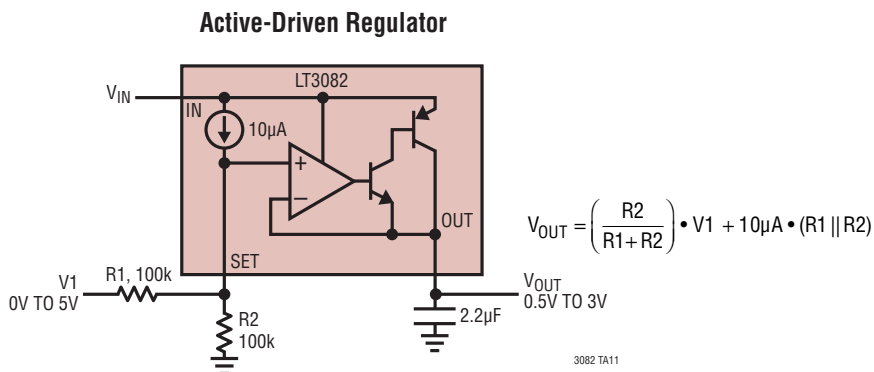 Active-Driven Regulator
LT3082
VIN
IN
10µA
+
−
OUT
VOUT = (R2 / R1+R2) • V1 + 10µA • (R1 || R2)
SET
V1
0V TO 5V
R1, 100k
VOUT
0.5V TO 3V
R2
100k
2.2µF
3082 TA11